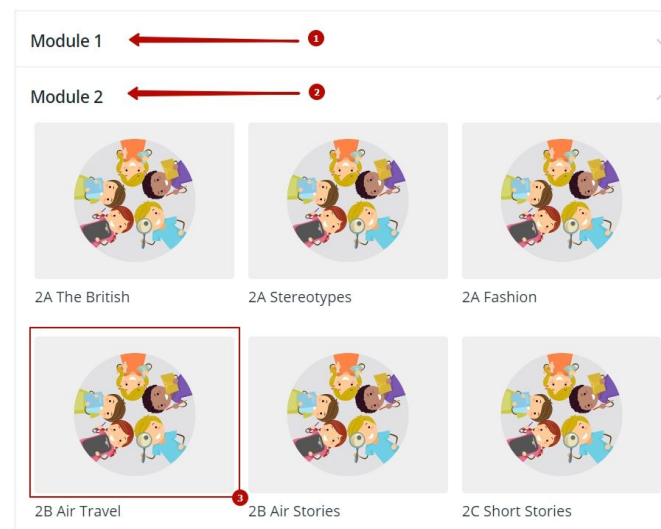 Module 1
1
Module 2
2
2A The British
2A Stereotypes
2A Fashion
3
2B Air Travel
2B Air Stories
2C Short Stories